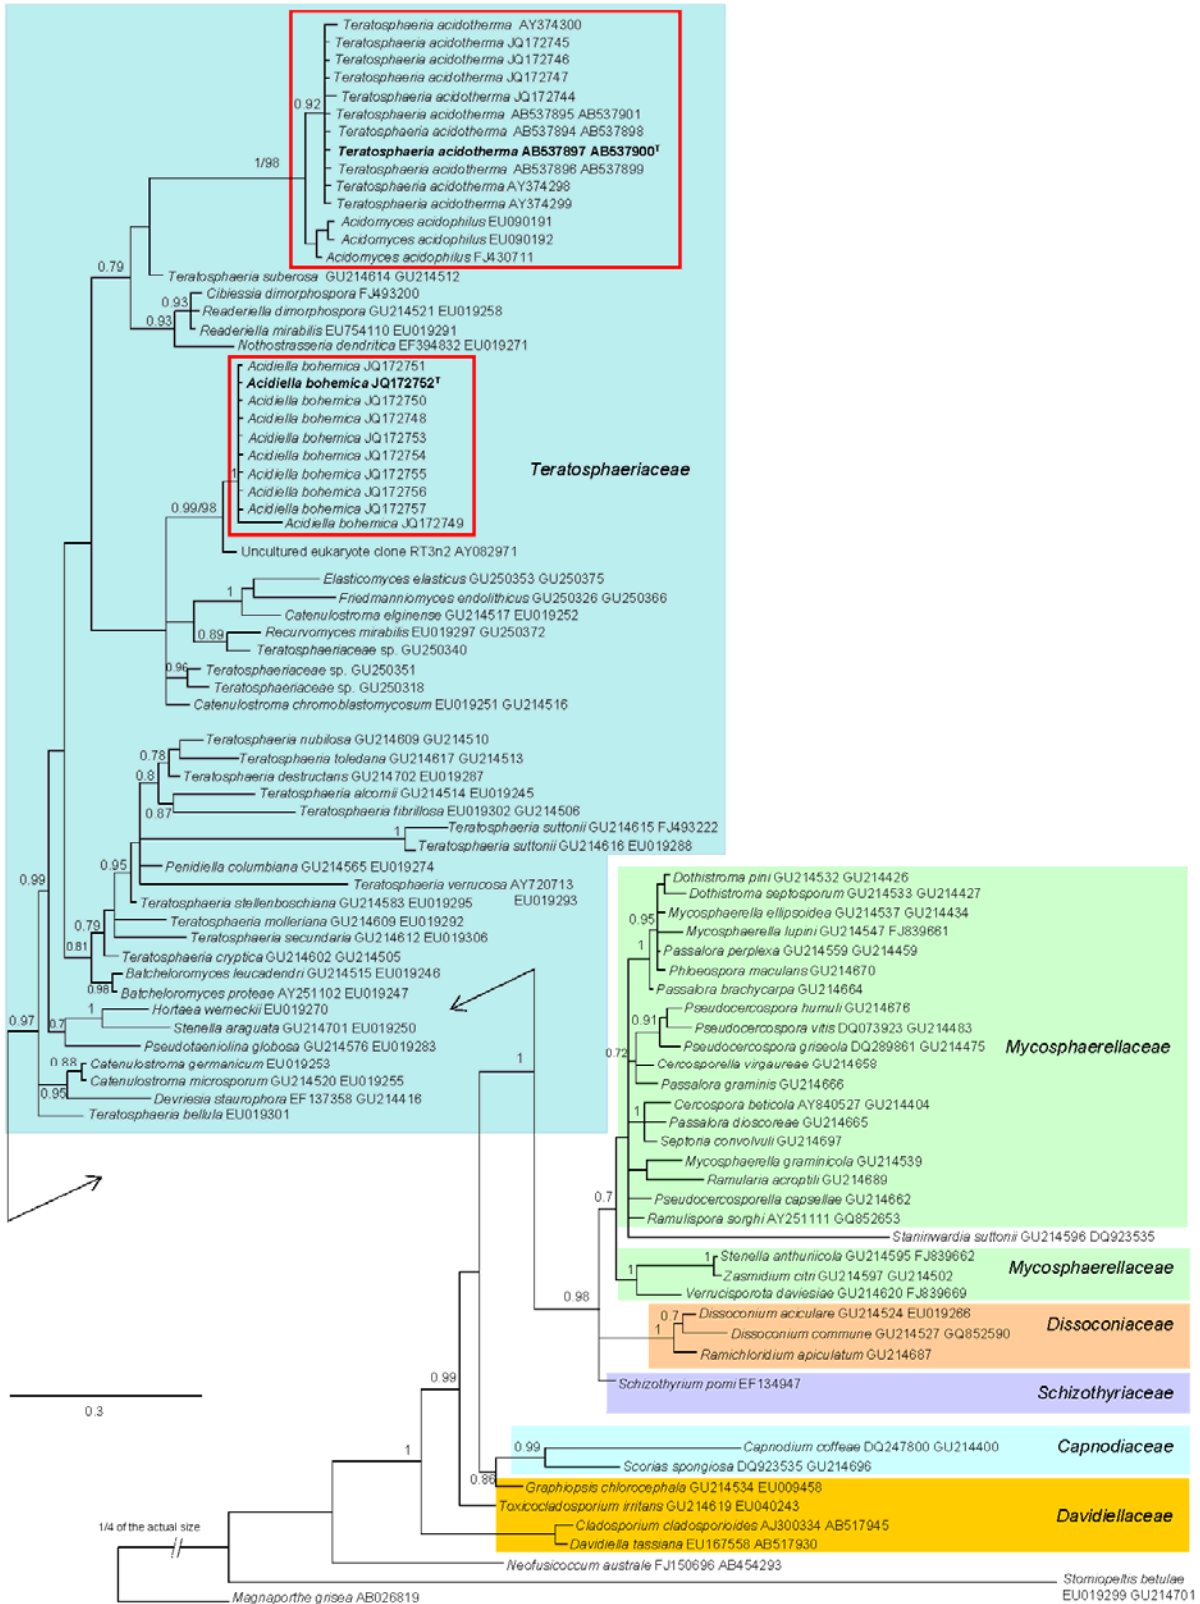 Teratosphaeria acidotherma AY374300
Teratosphaeria acidotherma JQ172745
Teratosphaeria acidotherma JQ172746
Teratosphaeria acidotherma JQ172747
Teratosphaeria acidotherma JQ172744
0.92
Teratosphaeria acidotherma AB537895 AB537901
Teratosphaeria acidotherma AB537894 AB537898
Teratosphaeria acidotherma AB537897 AB537900T
1/98
Teratosphaeria acidotherma AB537896 AB537899
Teratosphaeria acidotherma AY374298
Teratosphaeria acidotherma AY374299
Acidomyces acidophilus EU090191
Acidomyces acidophilus EU090192
Acidomyces acidophilus FJ430711
0.79
Teratosphaeria suberosa GU214614 GU214512
Cibiessia dimorphospora FJ493200
0.93
Readeriella dimorphospora GU214521 EU019258
0.93
Readeriella mirabilis EU754110 EU019291
Nothostrasseria dendritica EF394832 EU019271
Acidiella bohemica JQ172751
Acidiella bohemica JQ172752T
Acidiella bohemica JQ172750
Acidiella bohemica JQ172748
Acidiella bohemica JQ172753
Acidiella bohemica JQ172754
Teratosphaeriaceae
1
Acidiella bohemica JQ172755
Acidiella bohemica JQ172756
0.99/98
Acidiella bohemica JQ172757
Acidiella bohemica JQ172749
Uncultured eukaryote clone RT3n2 AY082971
Elasticomyces elasticus GU250353 GU250375
1
Friedmanniomyces endolithicus GU250326 GU250366
Catenulostroma elginense GU214517 EU019252
0.89
Recurvomyces mirabilis EU019297 GU250372
Teratosphaeriaceae sp. GU250340
0.96
Teratosphaeriaceae sp. GU250351
Teratosphaeriaceae sp. GU250318
Catenulostroma chromoblastomycosum EU019251 GU214516
Teratosphaeria nubilosa GU214609 GU214510
0.78
Teratosphaeria toledana GU214617 GU214513
0.8
Teratosphaeria destructans GU214702 EU019287
Teratosphaeria alcornii GU214514 EU019245
0.87
Teratosphaeria fibrillosa EU019302 GU214506
1
Teratosphaeria suttonii GU214615 FJ493222
Teratosphaeria suttonii GU214616 EU019288
0.95
Penidiella columbiana GU214565 EU019274
0.99
Teratosphaeria verrucosa AY720713
EU019293
Teratosphaeria stellenboschiana GU214583 EU019295
0.79
Teratosphaeria molleriana GU214609 EU019292
Teratosphaeria secundaria GU214612 EU019306
0.81
Teratosphaeria cryptica GU214602 GU214505
Batcheloromyces leucadendri GU214515 EU019246
0.98
Batcheloromyces proteae AY251102 EU019247
1
Hortaea werneckii EU019270
0.97
0.7
Stenella araguata GU214701 EU019250
Pseudotaeniolina globosa GU214576 EU019283
0.88
Catenulostroma germanicum EU019253
Catenulostroma microsporum GU214520 EU019255
0.95
Devriesia staurophora EF137358 GU214416
Teratosphaeria bellula EU019301
Dothistroma pini GU214532 GU214426
Dothistroma septosporum GU214533 GU214427
0.95
Mycosphaerella ellipsoidea GU214537 GU214434
Mycosphaerella lupini GU214547 FJ839661
1
Passalora perplexa GU214559 GU214459
Phloeospora maculans GU214670
Passalora brachycarpa GU214664
Pseudocercospora humuli GU214676
0.91
Pseudocercospora vitis DQ073923 GU214483
Pseudocercospora griseola DQ289861 GU214475
Mycosphaerellaceae
0.72
1
Cercosporella virgaureae GU214658
Passalora graminis GU214666
Cercospora beticola AY840527 GU214404
1
Passalora dioscoreae GU214665
Septoria convolvuli GU214697
Mycosphaerella graminicola GU214539
Ramularia acroptili GU214689
0.7
Pseudocercosporella capsellae GU214662
Ramulispora sorghi AY251111 GQ852653
Staninwardia suttonii GU214596 DQ923535
1
Stenella anthuriicola GU214595 FJ839662
Mycosphaerellaceae
1
Zasmidium citri GU214597 GU214502
Verrucisporota daviesiae GU214620 FJ839669
0.98
0.7
Dissoconium aciculare GU214524 EU019266
Dissoconiaceae
1
Dissoconium commune GU214527 GQ852590
Ramichloridium apiculatum GU214687
0.99
Schizothyrium pomi EF134947
Schizothyriaceae
0.3
1
0.99
Capnodium coffeae DQ247800 GU214400
Capnodiaceae
Scorias spongiosa DQ923535 GU214696
0.86
Graphiopsis chlorocephala GU214534 EU009458
Toxicocladosporium irritans GU214619 EU040243
Davidiellaceae
1/4 of the actual size
Cladosporium cladosporioides AJ300334 AB517945
Davidiella tassiana EU167558 AB517930
Neofusicoccum australe FJ150696 AB454293
Stomiopeltis betulae
EU019299 GU214701
Magnaporthe grisea AB026819